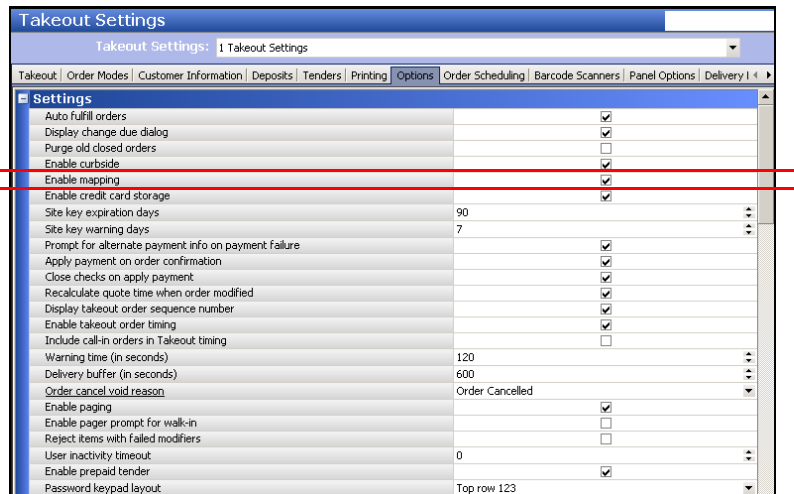 Takeout Settings
Takeout Settings: 1 Takeout Settings
Takeout Order Modes Customer Information Deposits Tenders Printing Options Order Scheduling Barcode Scanners Panel Options Delivery
Settings
Auto fulfill orders
Display change due dialog
Purge old closed orders
Enable curbside
Enable mapping
Enable credit card storage
Site key expiration days 90
Site key warning days 7
Prompt for alternate payment info on payment failure
Apply payment on order confirmation
Close checks on apply payment
Recalculate quote time when order modified
Display takeout order sequence number
Enable takeout order timing
Include call-in orders in Takeout timing
Warning time (in seconds) 120
Delivery buffer (in seconds) 600
Order cancel void reason Order Cancelled
Enable paging
Enable pager prompt for walk-in
Reject items with failed modifiers
User inactivity timeout 0
Enable prepaid tender
Password keypad layout Top row 123